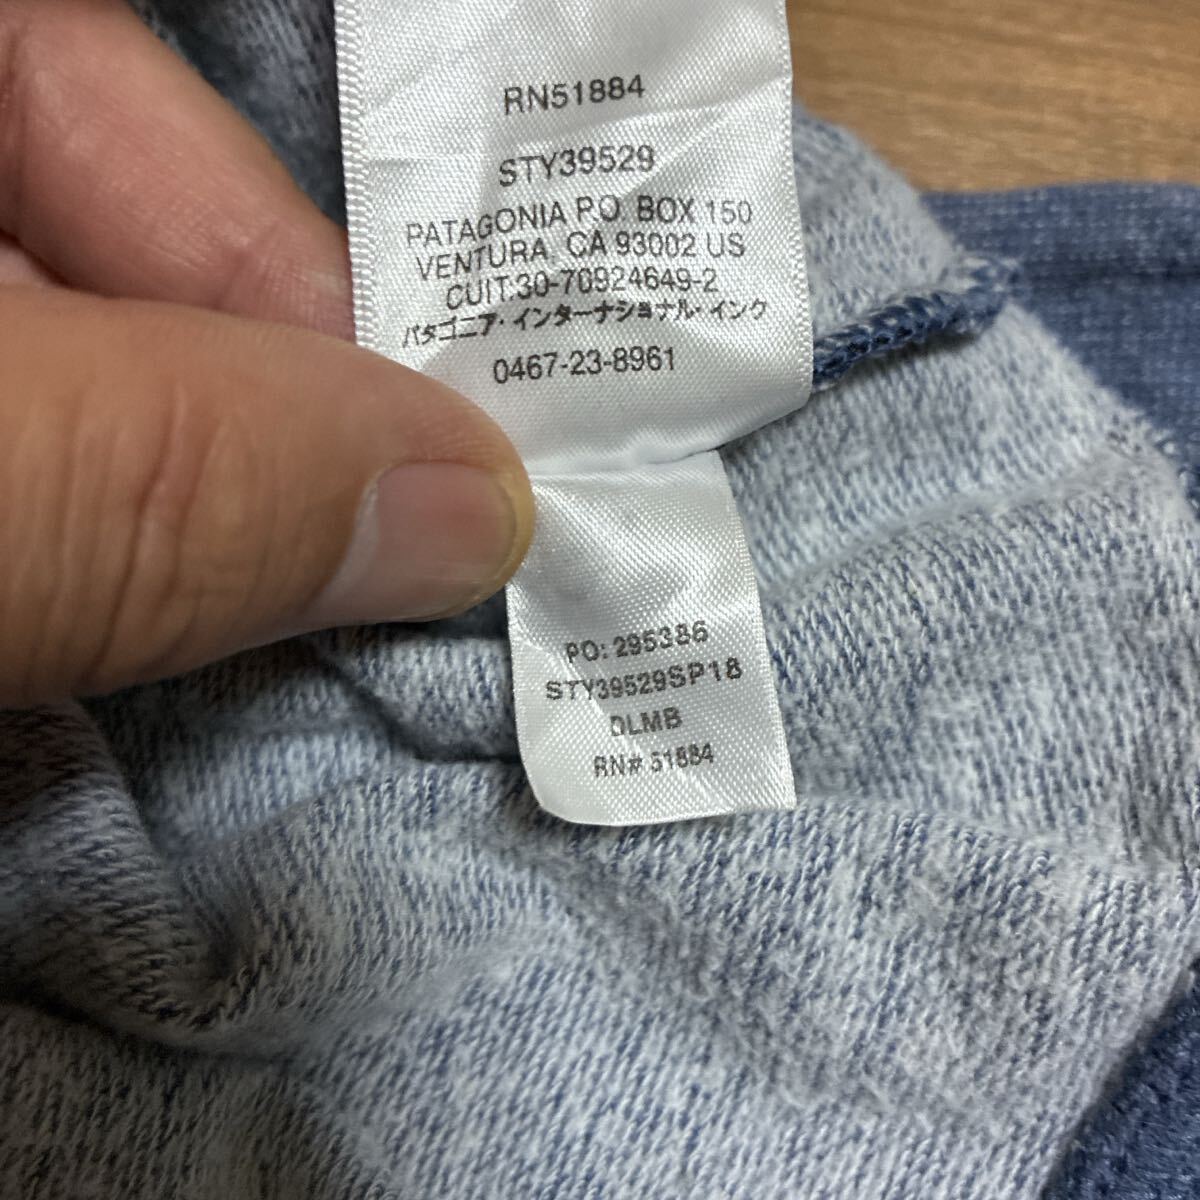 RN51884
STY39529
PATAGONIA P.O. BOX 150
VENTURA, CA 93002 US
CUIT:30-70924649-2
パタゴニア・インターナショナル・インク
0467-23-8961
PO: 295386
STY39529SP18
DLMB
RN# 51884